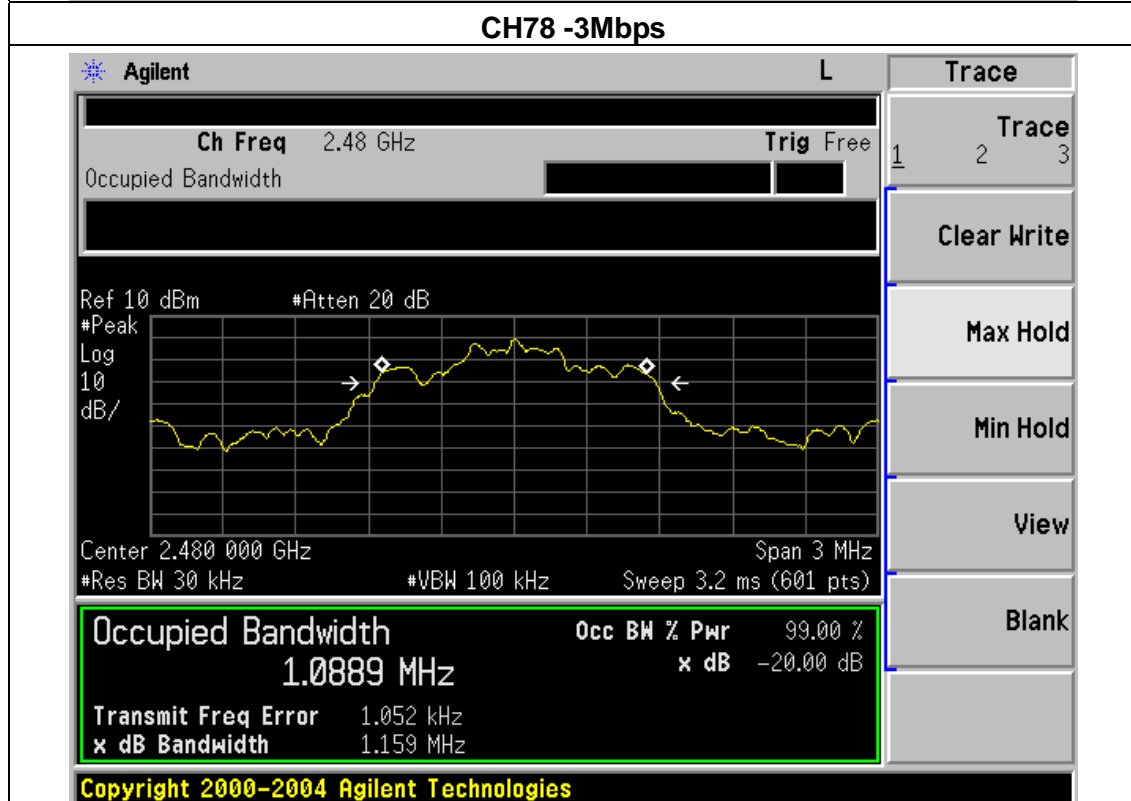 CH78 -3Mbps
Agilent L Trace
Ch Freq 2.48 GHz Trig Free
Occupied Bandwidth
Trace
1 2 3
Clear Write
Max Hold
Min Hold
View
Blank
Ref 10 dBm #Atten 20 dB
#Peak
Log
10
dB/
Center 2.480 000 GHz Span 3 MHz
#Res BW 30 kHz #VBW 100 kHz Sweep 3.2 ms (601 pts)
Occupied Bandwidth Occ BW % Pwr 99.00 %
1.0889 MHz x dB -20.00 dB
Transmit Freq Error 1.052 kHz
x dB Bandwidth 1.159 MHz
Copyright 2000-2004 Agilent Technologies